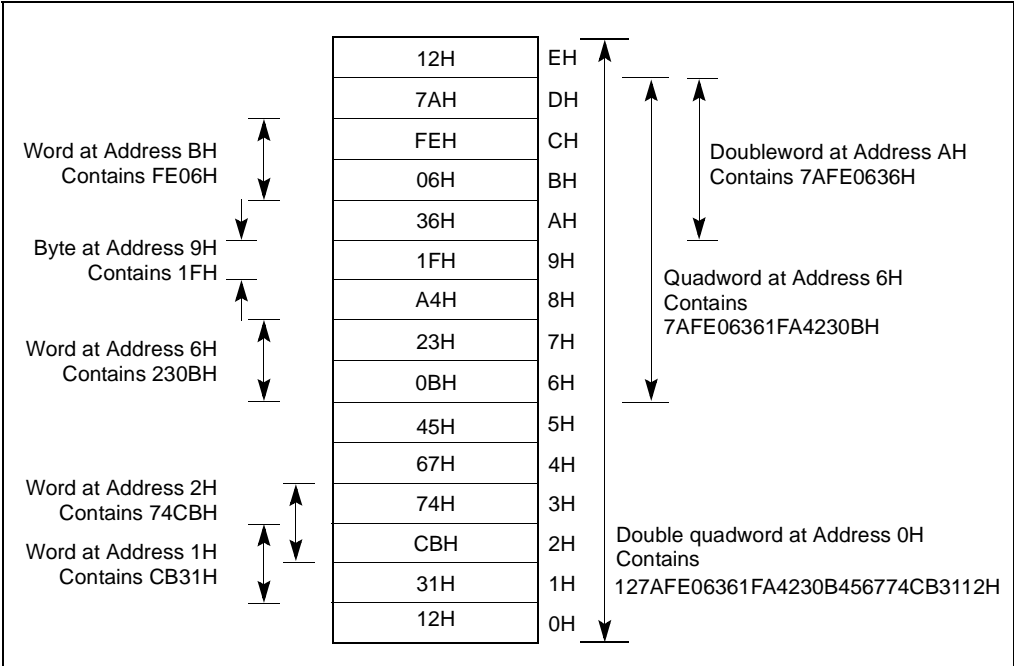 12H EH
7AH DH
FEH CH
06H BH
36H AH
1FH 9H
A4H 8H
23H 7H
0BH 6H
45H 5H
67H 4H
74H 3H
CBH 2H
31H 1H
12H 0H
Word at Address BH
Contains FE06H
Byte at Address 9H
Contains 1FH
Word at Address 6H
Contains 230BH
Word at Address 2H
Contains 74CBH
Word at Address 1H
Contains CB31H
Doubleword at Address AH
Contains 7AFE0636H
Quadword at Address 6H
Contains
7AFE06361FA4230BH
Double quadword at Address 0H
Contains
127AFE06361FA4230B456774CB3112H